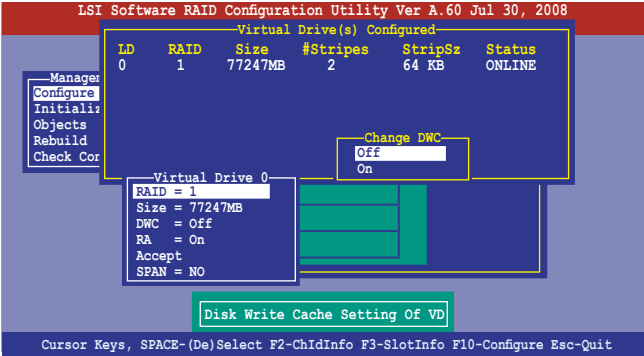 LSI Software RAID Configuration Utility Ver A.60 Jul 30, 2008
Virtual Drive(s) Configured
LD RAID Size #Stripes StripSz Status
0 1 77247MB 2 64 KB ONLINE
Manager
Configure
Initializ
Objects
Rebuild
Check Con
Change DWC
Off
On
Virtual Drive 0
RAID = 1
Size = 77247MB
DWC = Off
RA = On
Accept
SPAN = NO
Disk Write Cache Setting Of VD
Cursor Keys, SPACE-(De)Select F2-ChIdInfo F3-SlotInfo F10-Configure Esc-Quit